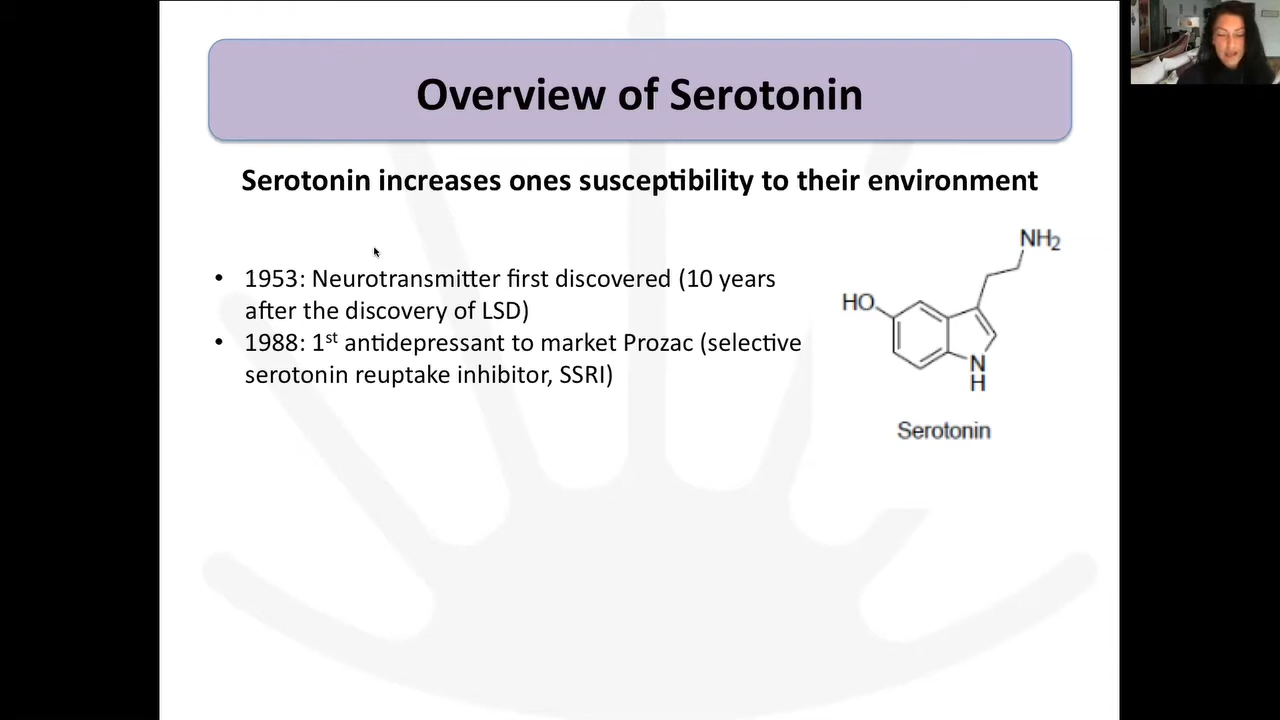 Overview of Serotonin
Serotonin increases ones susceptibility to their environment
• 1953: Neurotransmitter first discovered (10 years
after the discovery of LSD)
• 1988: 1st antidepressant to market Prozac (selective
serotonin reuptake inhibitor, SSRI)
NH2
HO
N
H
Serotonin